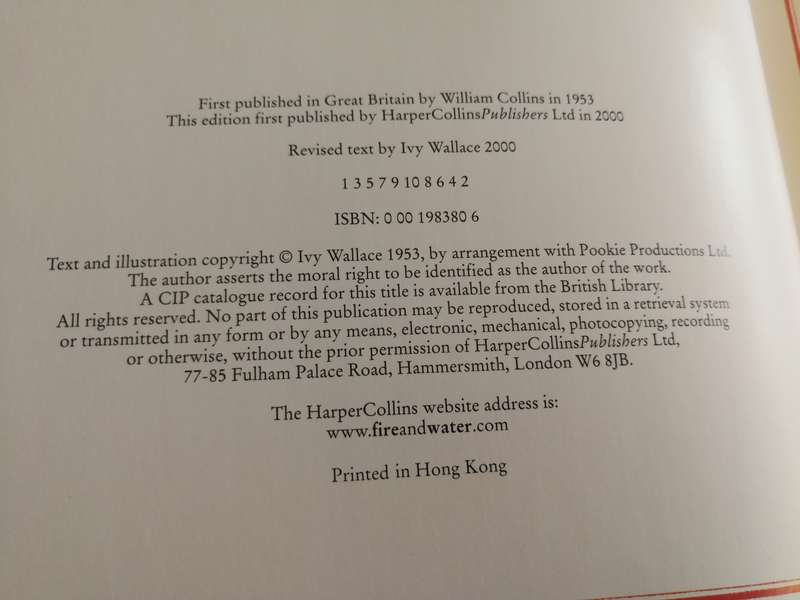 First published in Great Britain by William Collins in 1953
This edition first published by HarperCollinsPublishers Ltd in 2000
Revised text by Ivy Wallace 2000
1 3 5 7 9 10 8 6 4 2
ISBN: 0 00 198380 6
Text and illustration copyright © Ivy Wallace 1953, by arrangement with Pookie Productions Ltd.
The author asserts the moral right to be identified as the author of the work.
A CIP catalogue record for this title is available from the British Library.
All rights reserved. No part of this publication may be reproduced, stored in a retrieval system
or transmitted in any form or by any means, electronic, mechanical, photocopying, recording
or otherwise, without the prior permission of HarperCollinsPublishers Ltd,
77-85 Fulham Palace Road, Hammersmith, London W6 8JB.
The HarperCollins website address is:
www.fireandwater.com
Printed in Hong Kong